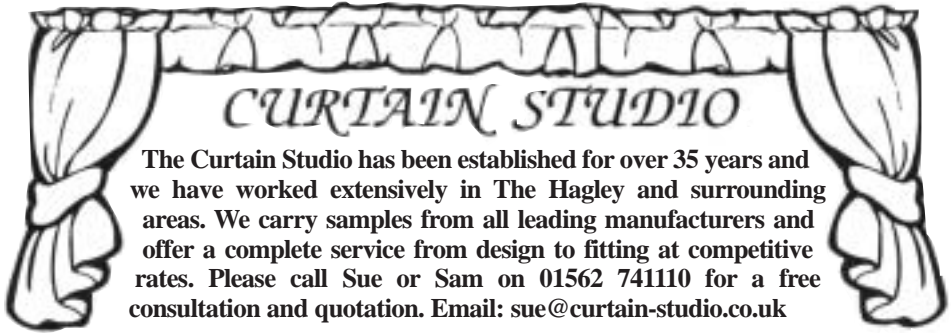 CURTAIN STUDIO
The Curtain Studio has been established for over 35 years and
we have worked extensively in The Hagley and surrounding
areas. We carry samples from all leading manufacturers and
offer a complete service from design to fitting at competitive
rates. Please call Sue or Sam on 01562 741110 for a free
consultation and quotation. Email: sue@curtain-studio.co.uk